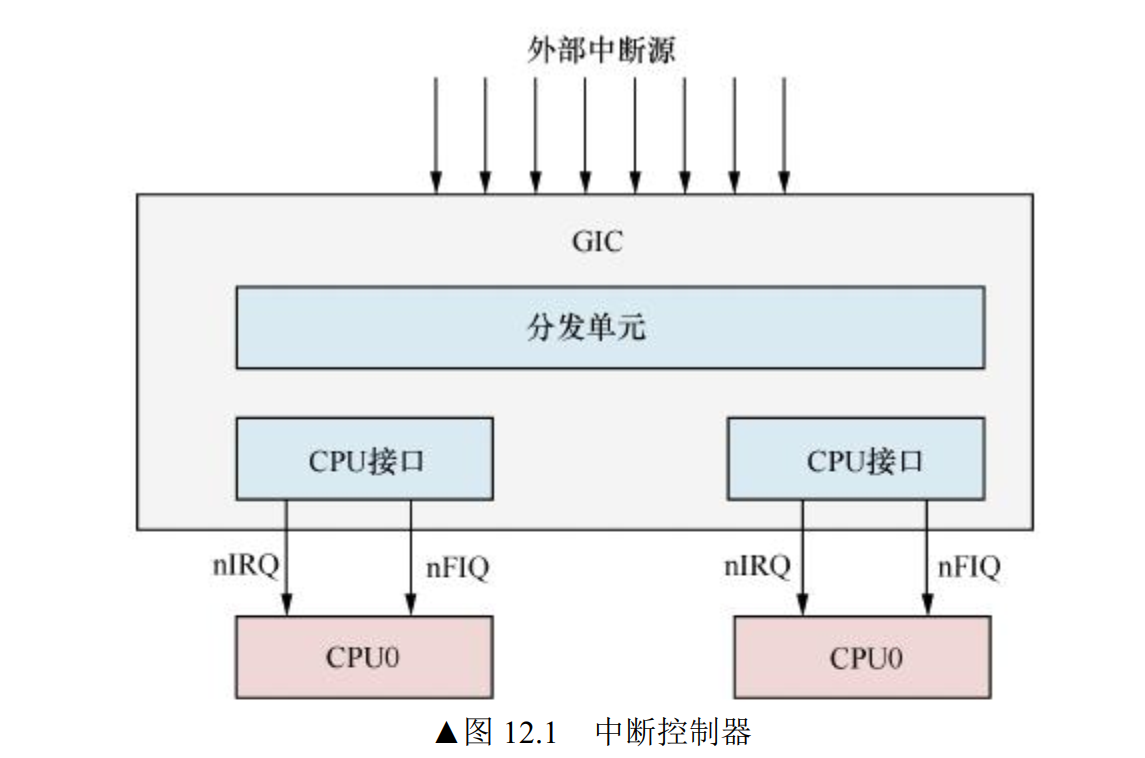 外部中断源
GIC
分发单元
CPU接口 CPU接口
nIRQ nFIQ nIRQ nFIQ
CPU0 CPU0
▲图 12.1 中断控制器